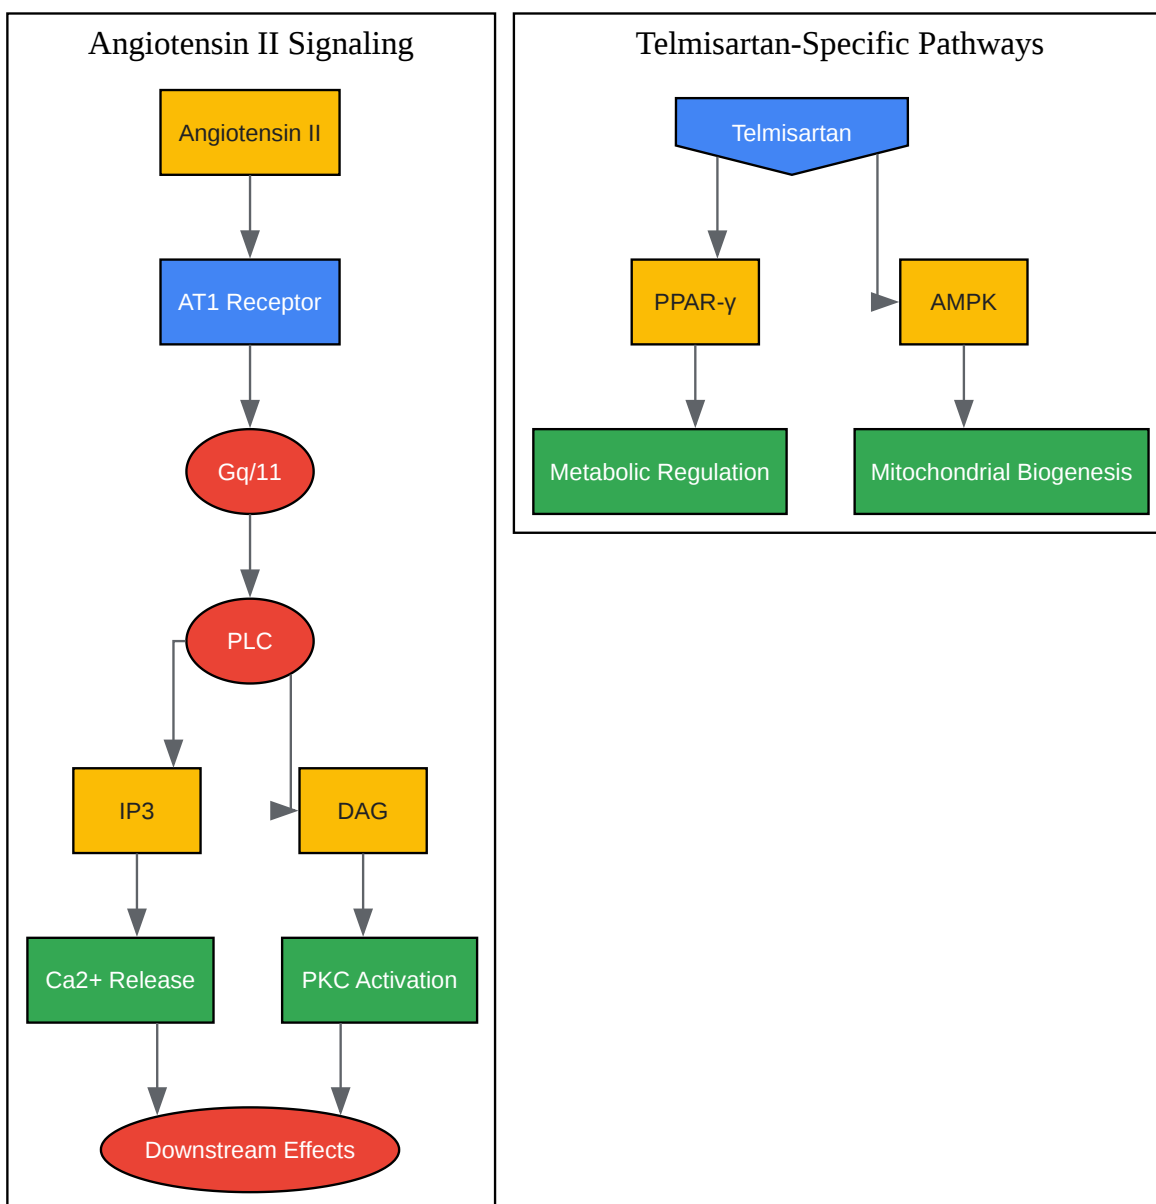 Angiotensin II Signaling
Angiotensin II
AT1 Receptor
Gq/11
PLC
IP3
DAG
Ca2+ Release
PKC Activation
Downstream Effects
Telmisartan-Specific Pathways
Telmisartan
PPAR-γ
AMPK
Metabolic Regulation
Mitochondrial Biogenesis